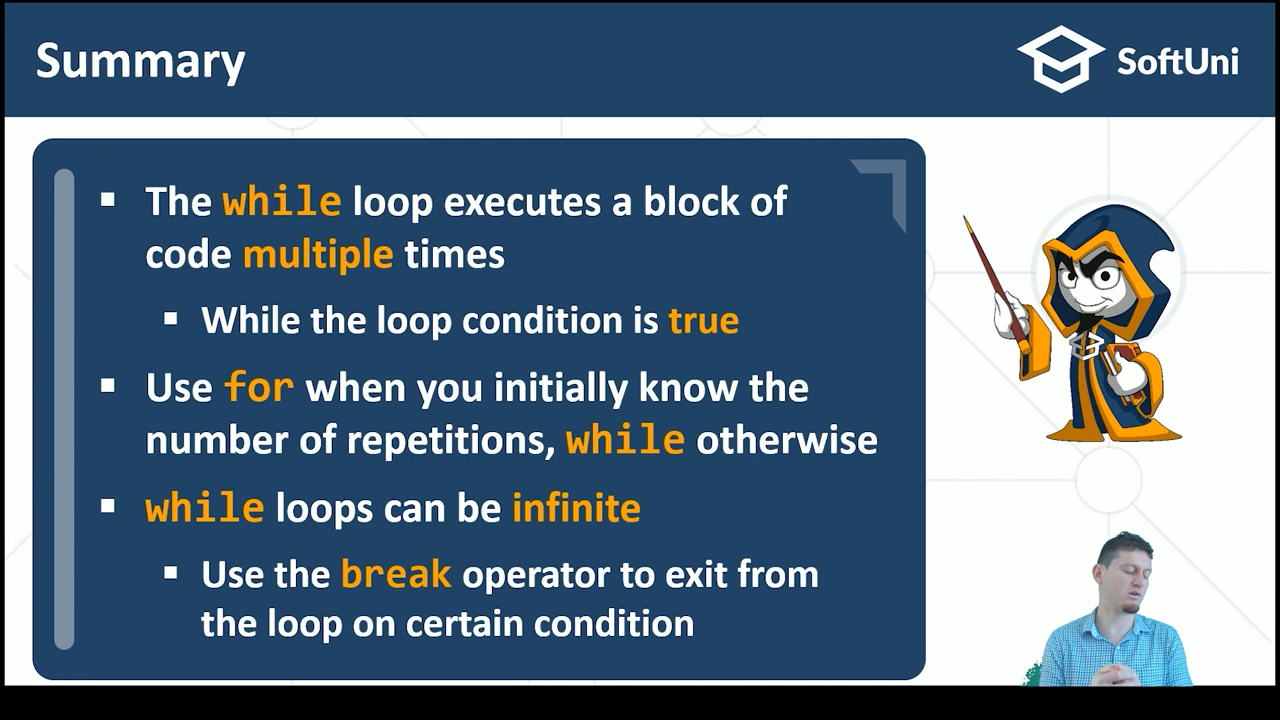 Summary
SoftUni
▪ The while loop executes a block of
code multiple times
▪ While the loop condition is true
▪ Use for when you initially know the
number of repetitions, while otherwise
▪ while loops can be infinite
▪ Use the break operator to exit from
the loop on certain condition